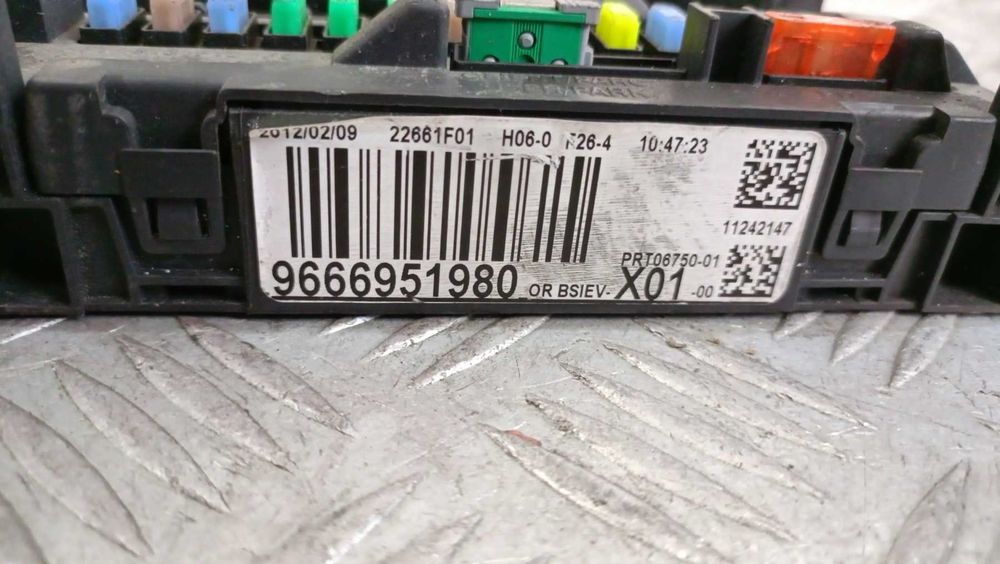 2012/02/09 22661F01 H06-0 F26-4 10:47:23
11242147
PRT06750-01
9666951980 OR BSIEV- X01 -00